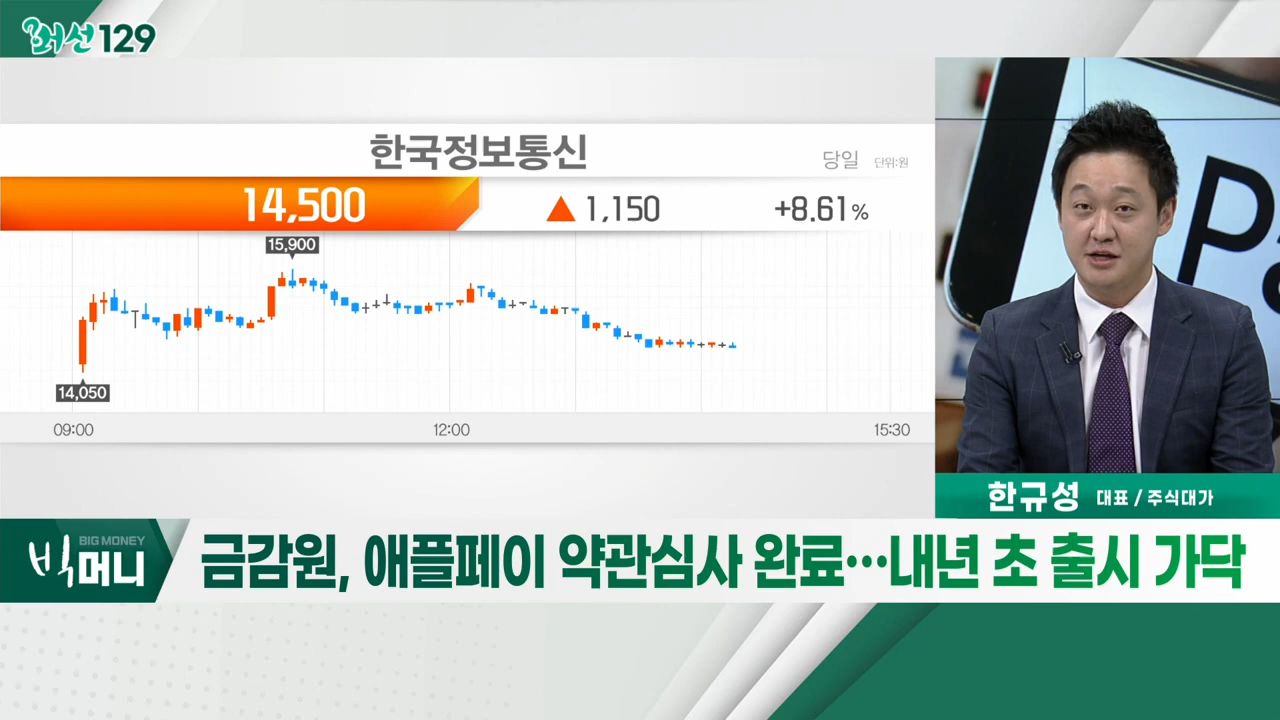 머선129
한국정보통신
당일 단위:원
14,500 ▲ 1,150 +8.61%
15,900
14,050
09:00 12:00 15:30
한규성 대표 / 주식대가
BIG MONEY
빅머니
금감원, 애플페이 약관심사 완료…내년 초 출시 가닥